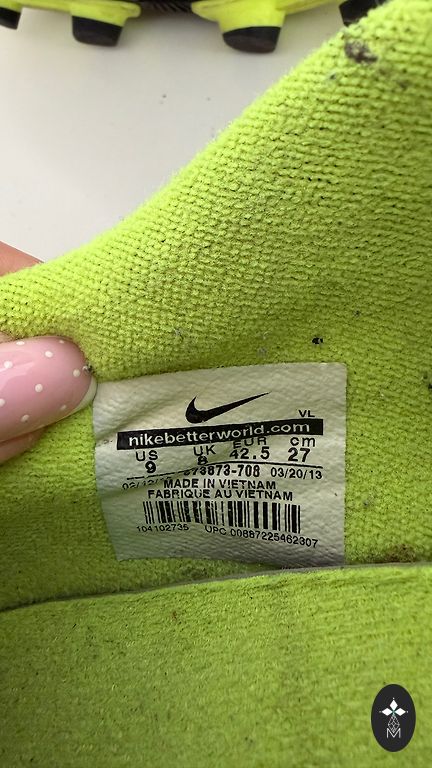 VL
nikebetterworld.com
US UK EUR cm
9 8 42.5 27
03/20/13
MADE IN VIETNAM
FABRIQUE AU VIETNAM
104102735 UPC 00887225462307
M